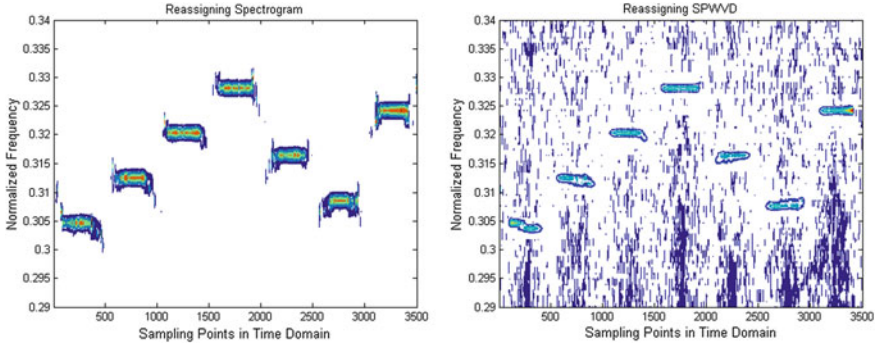 Reassigning Spectrogram
0.34
0.335
0.33
0.325
0.32
0.315
0.31
0.305
0.3
0.295
0.29
500 1000 1500 2000 2500 3000 3500
Sampling Points in Time Domain
Normalized Frequency
Reassigning SPWVD
0.34
0.335
0.33
0.325
0.32
0.315
0.31
0.305
0.3
0.295
0.29
500 1000 1500 2000 2500 3000 3500
Sampling Points in Time Domain
Normalized Frequency